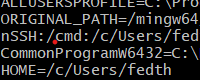 ALLUSERSPROFILE=C:\Pro
ORIGINAL_PATH=/mingw64
nSSH:/cmd:/c/Users/fed
CommonProgramW6432=C:\
HOME=/c/Users/fedth